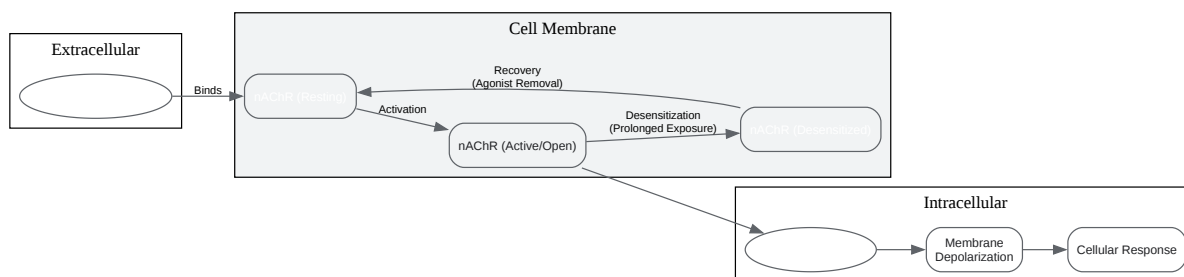 Extracellular
Binds
Cell Membrane
nAChR (Resting)
Recovery
(Agonist Removal)
Activation
nAChR (Active/Open)
Desensitization
(Prolonged Exposure)
nAChR (Desensitized)
Intracellular
Membrane
Depolarization
Cellular Response